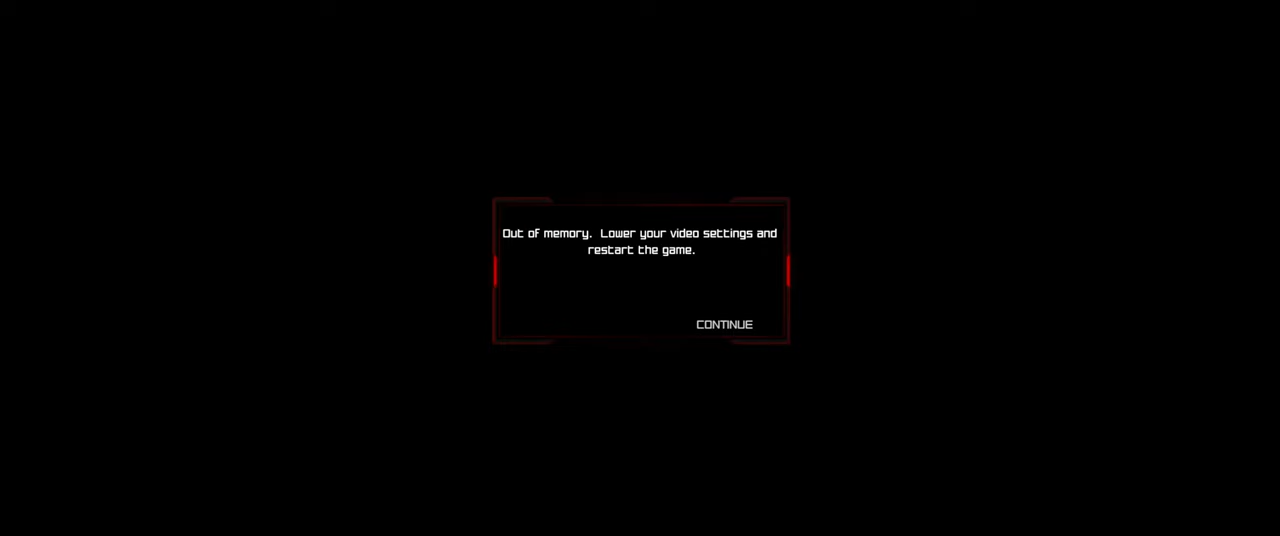 Out of memory.  Lower your video settings and
restart the game.
CONTINUE